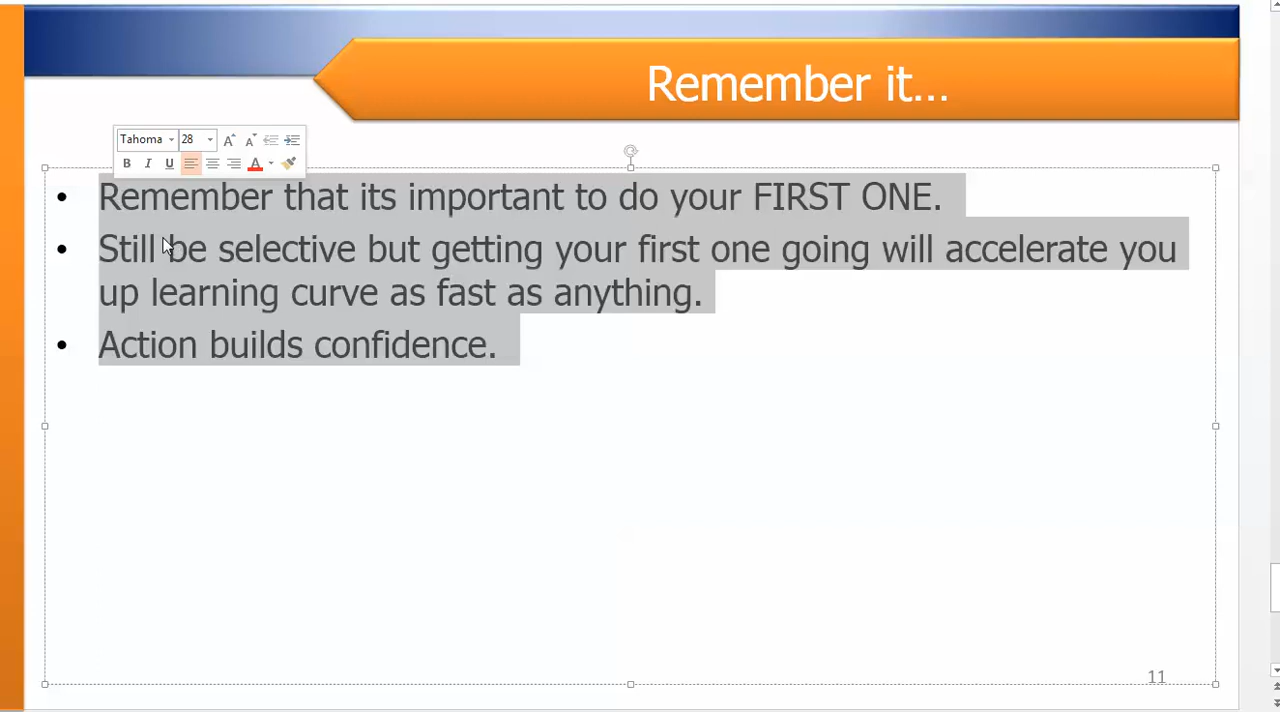 Remember it...
Tahoma 28 A A
B I U A
• Remember that its important to do your FIRST ONE.
• Still be selective but getting your first one going will accelerate you
up learning curve as fast as anything.
• Action builds confidence.
11